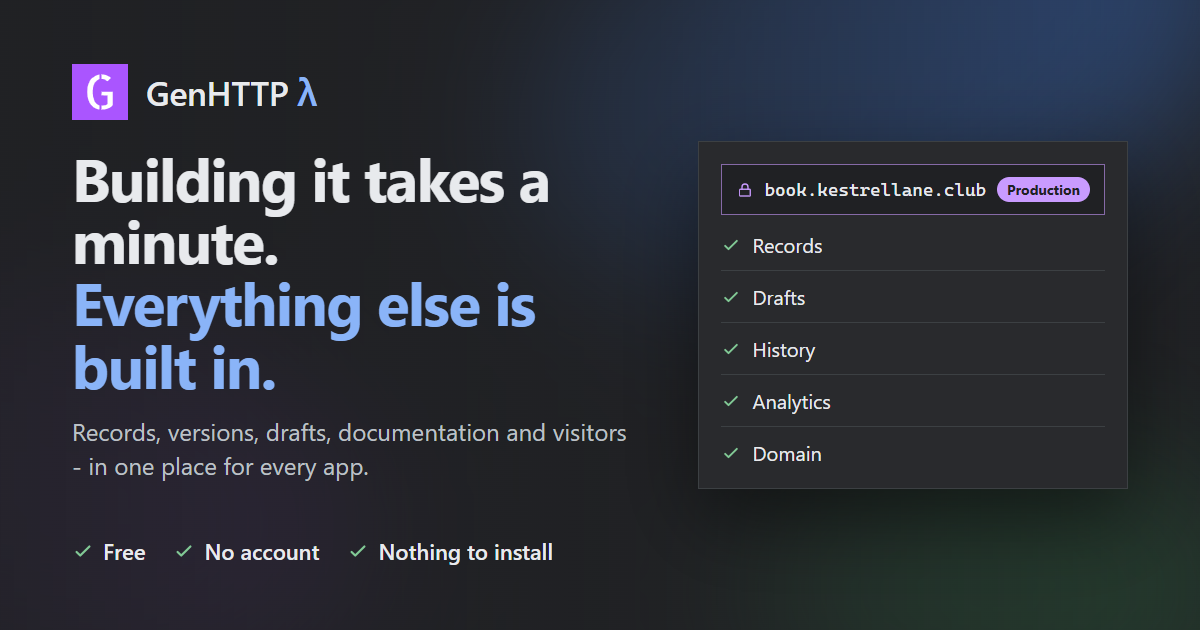 G
GenHTTP λ
Building it takes a
minute.
Everything else is
built in.
Records, versions, drafts, documentation and visitors
- in one place for every app.
Free
No account
Nothing to install
book.kestrellane.club
Production
Records
Drafts
History
Analytics
Domain